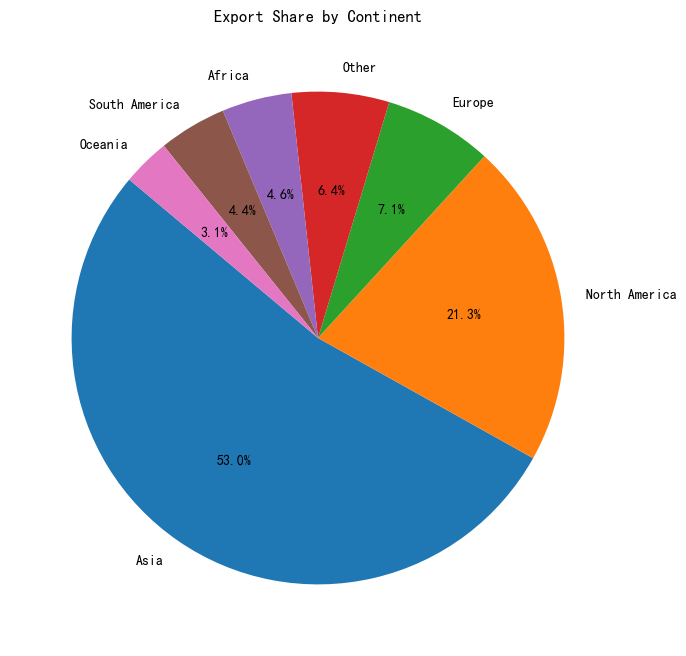 Export Share by Continent
Other
Africa
Europe
South America
Oceania
6.4%
4.6%
7.1%
4.4%
3.1%
North America
21.3%
53.0%
Asia